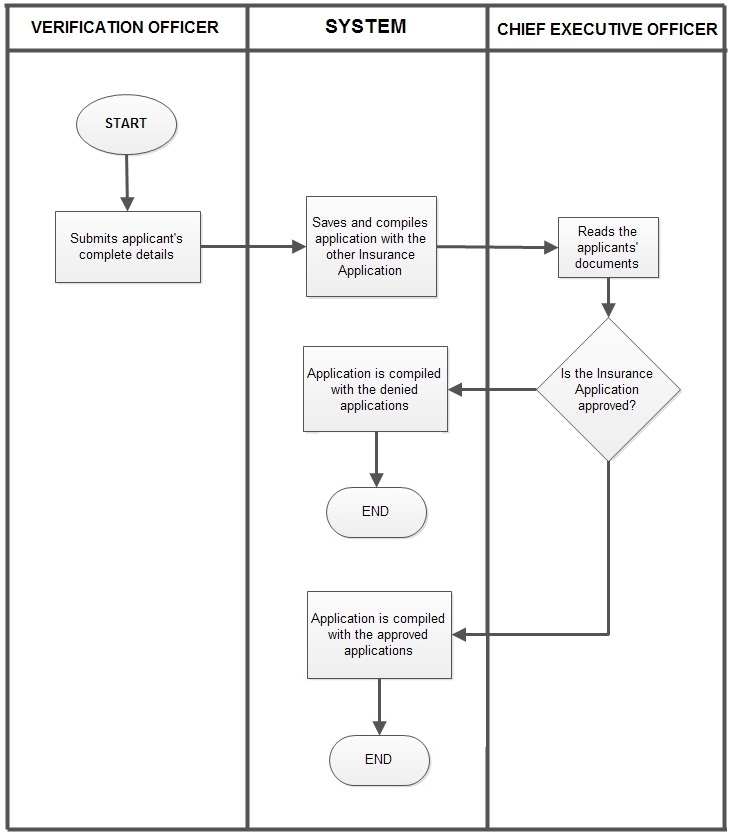 VERIFICATION OFFICER
SYSTEM
CHIEF EXECUTIVE OFFICER
START
Submits applicant's
complete details
Saves and compiles
application with the
other Insurance
Application
Reads the
applicants'
documents
Is the Insurance
Application
approved?
Application is compiled
with the denied
applications
END
Application is compiled
with the approved
applications
END